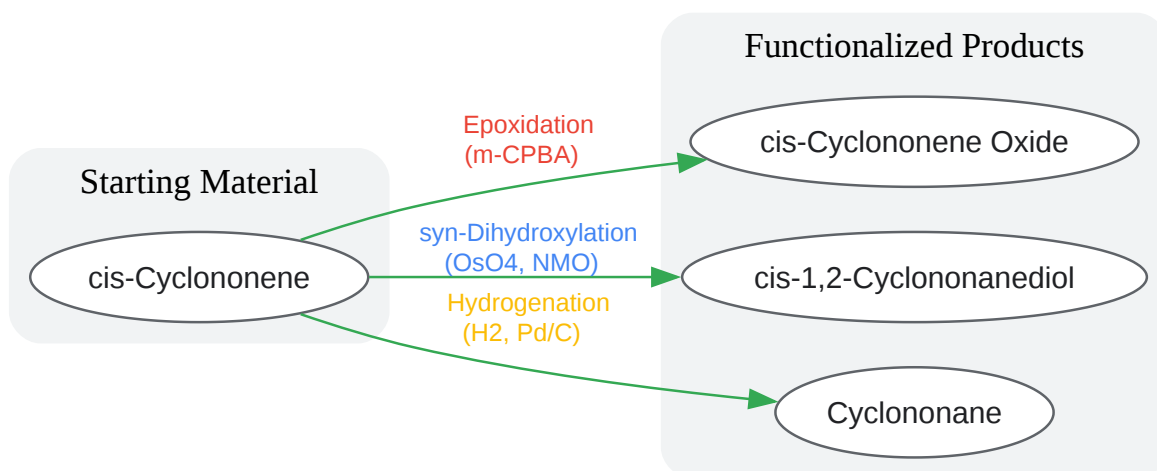 Functionalized Products
Epoxidation
(m-CPBA)
cis-Cyclononene Oxide
Starting Material
syn-Dihydroxylation
(OsO4, NMO)
cis-Cyclononene
cis-1,2-Cyclononanediol
Hydrogenation
(H2, Pd/C)
Cyclononane